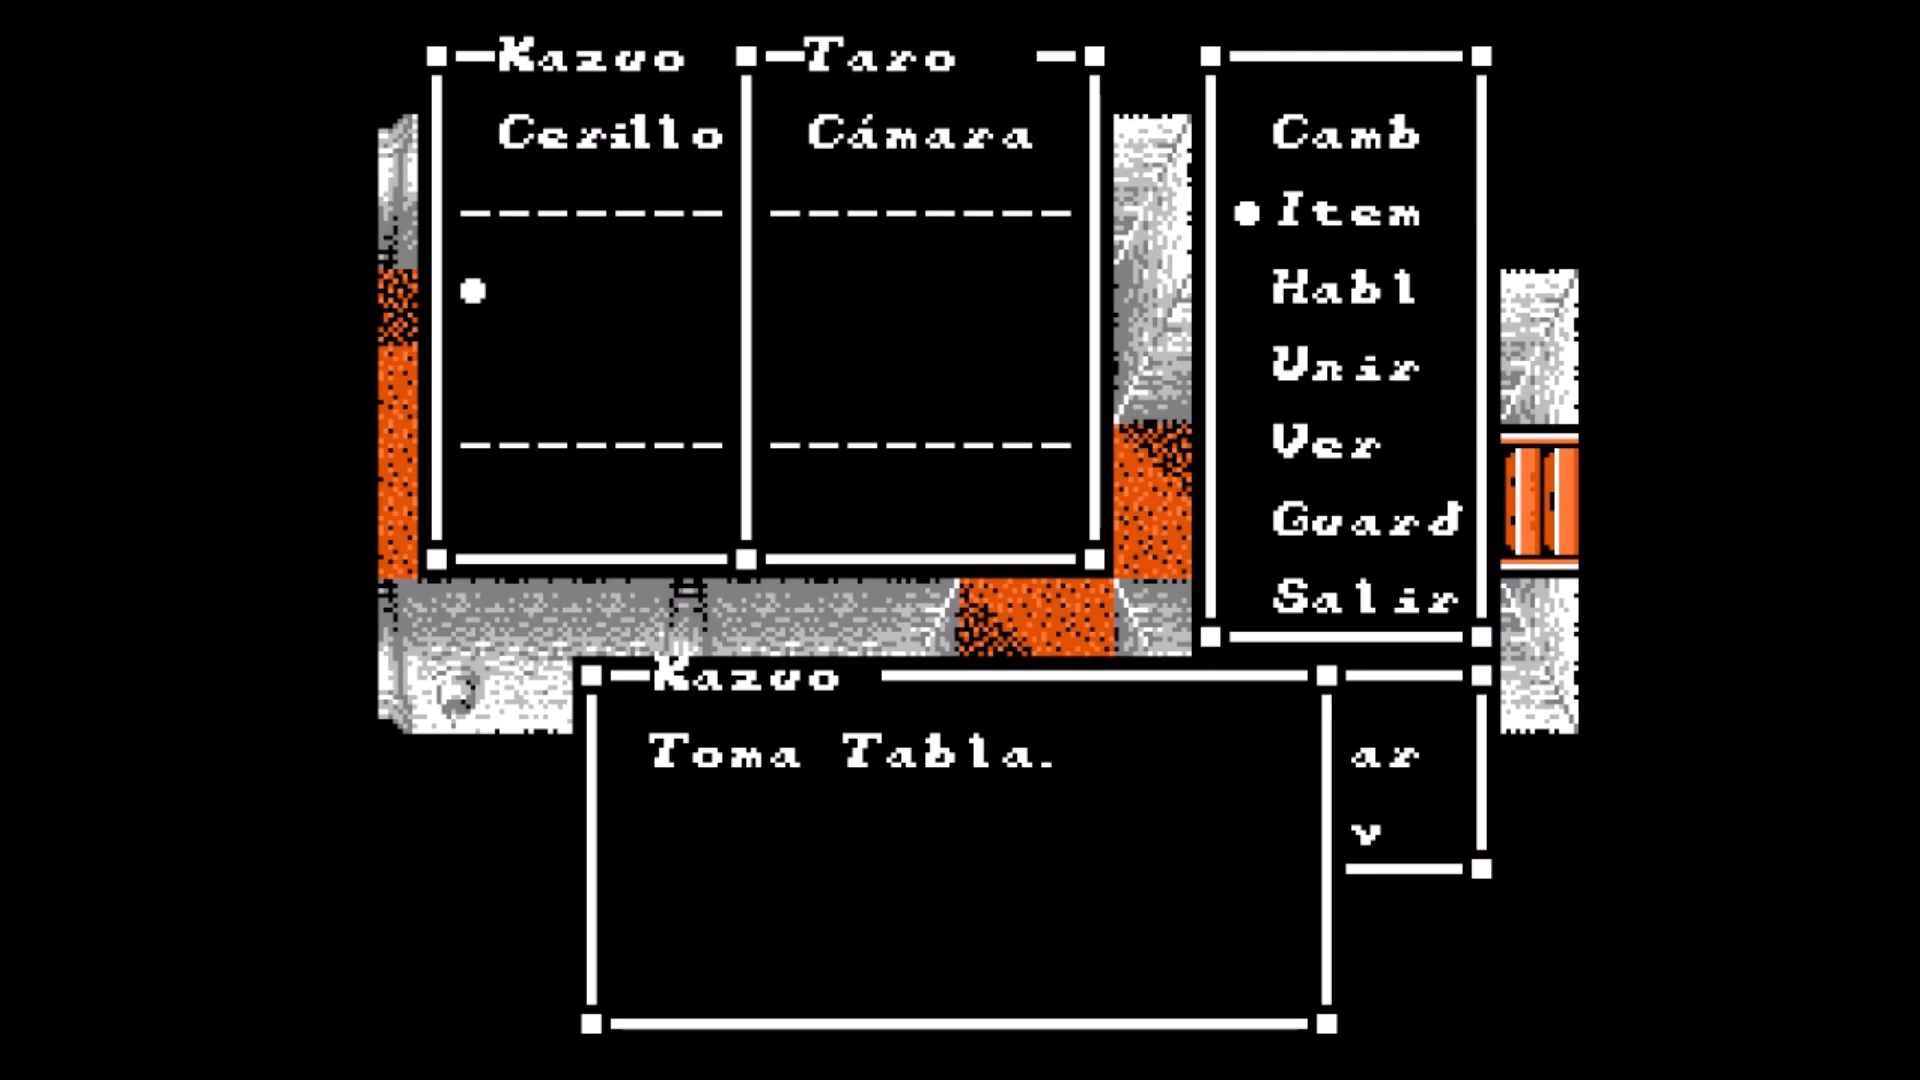 Kazuo
Cerillo
Taro
Cámara
Camb
Item
Habl
Unir
Ver
Guard
Salir
Kazuo
Toma Tabla.
ar
v